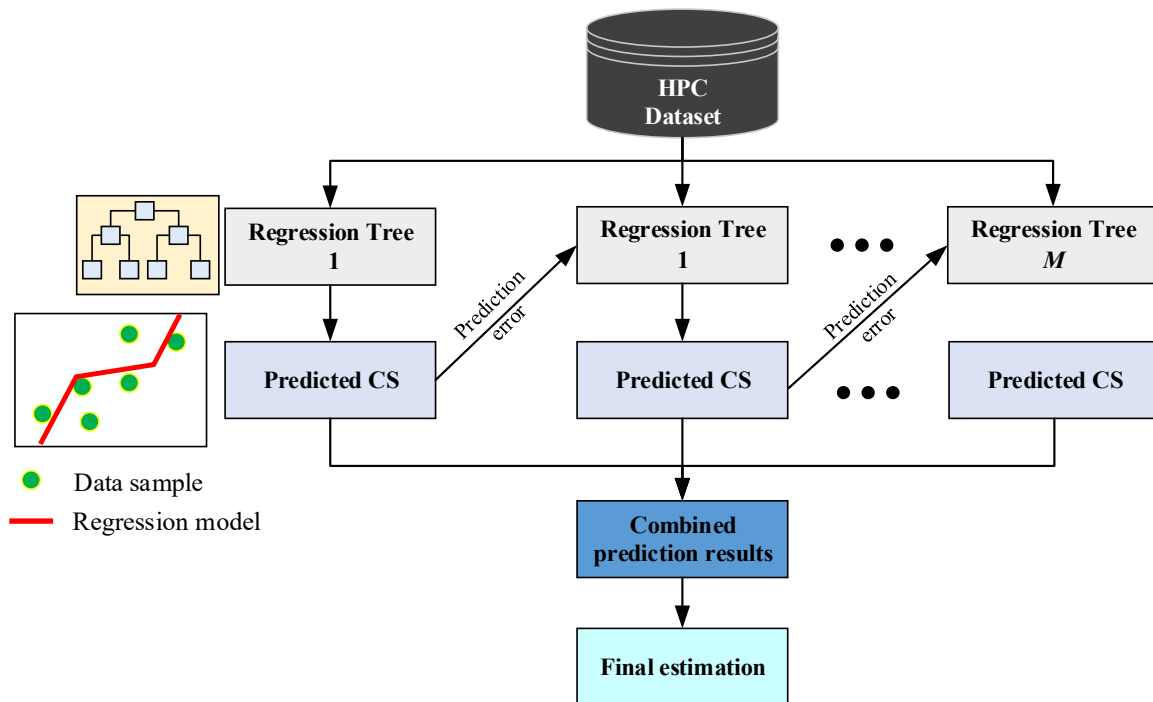 HPC
Dataset
Regression Tree
1
Regression Tree
1
Regression Tree
M
Prediction
error
Prediction
error
Predicted CS
Predicted CS
Predicted CS
Data sample
Regression model
Combined
prediction results
Final estimation